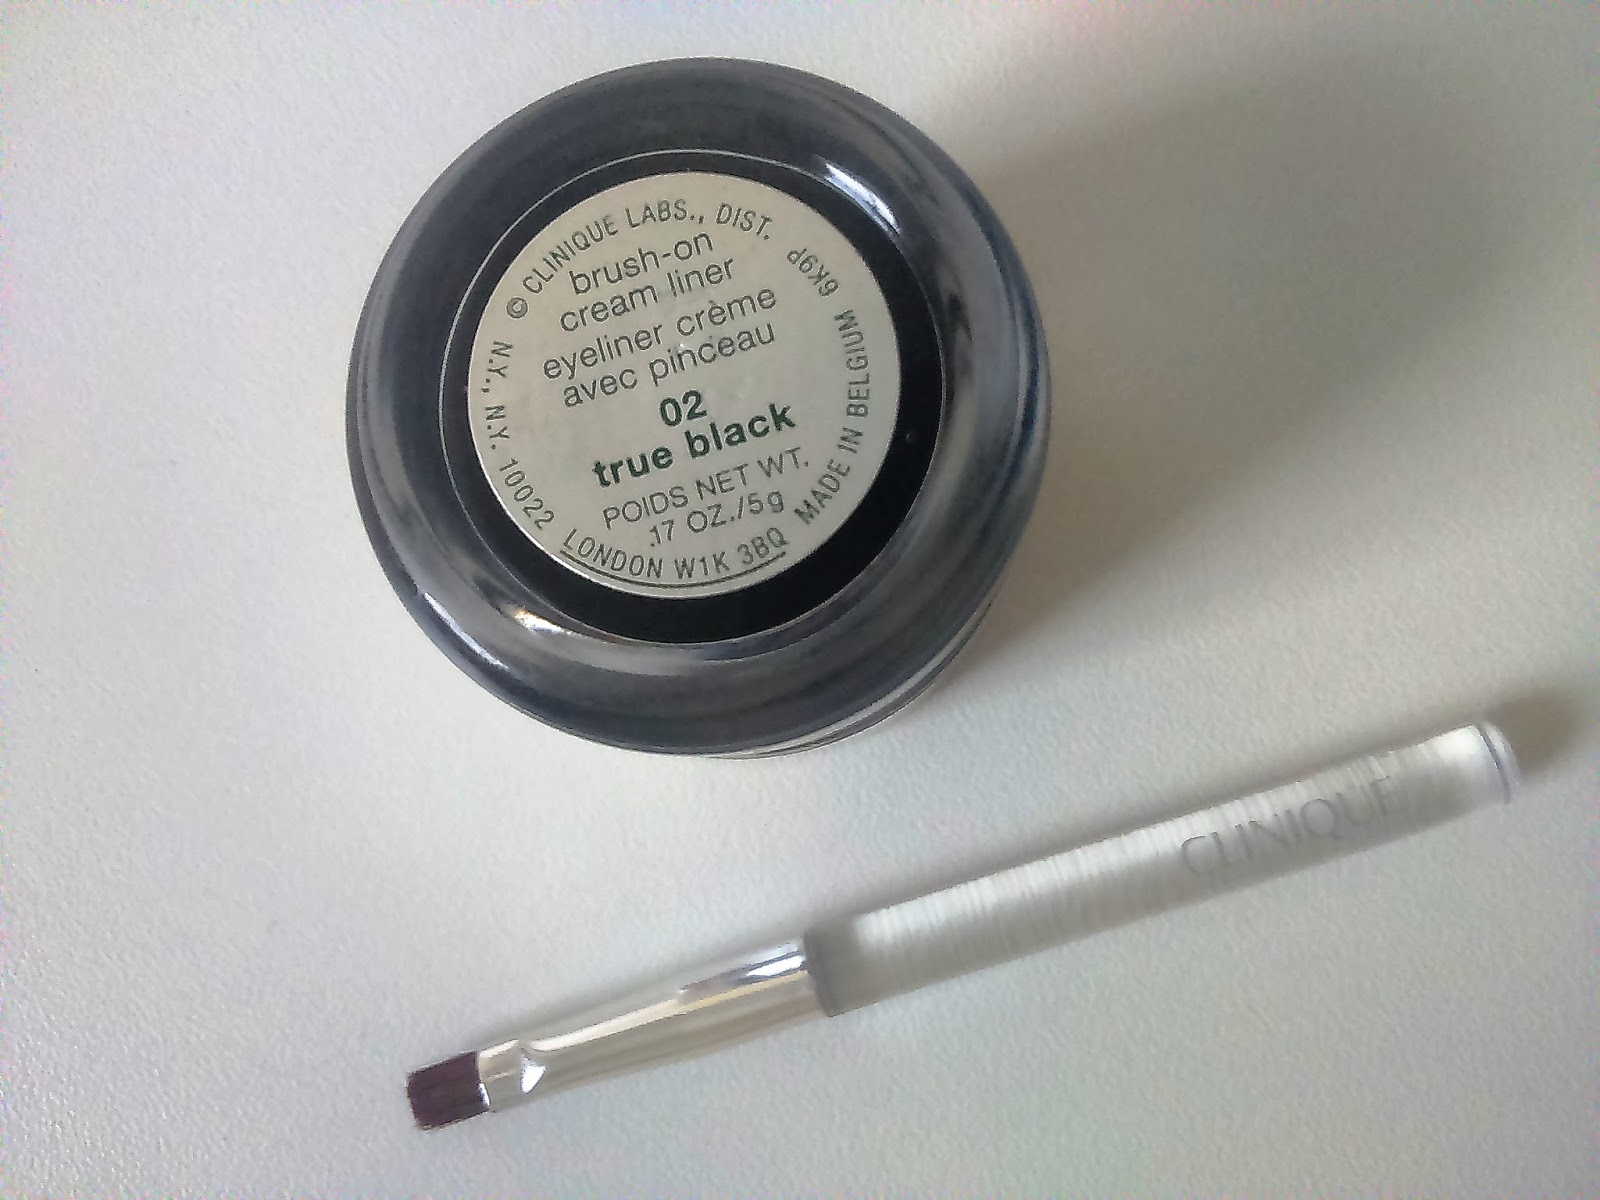 © CLINIQUE LABS., DIST.
N.Y., N.Y. 10022
LONDON W1K 3BQ
MADE IN BELGIUM 6K9P
brush-on
cream liner
eyeliner crème
avec pinceau
02
true black
POIDS NET WT.
.17 OZ./5g
CLINIQUE